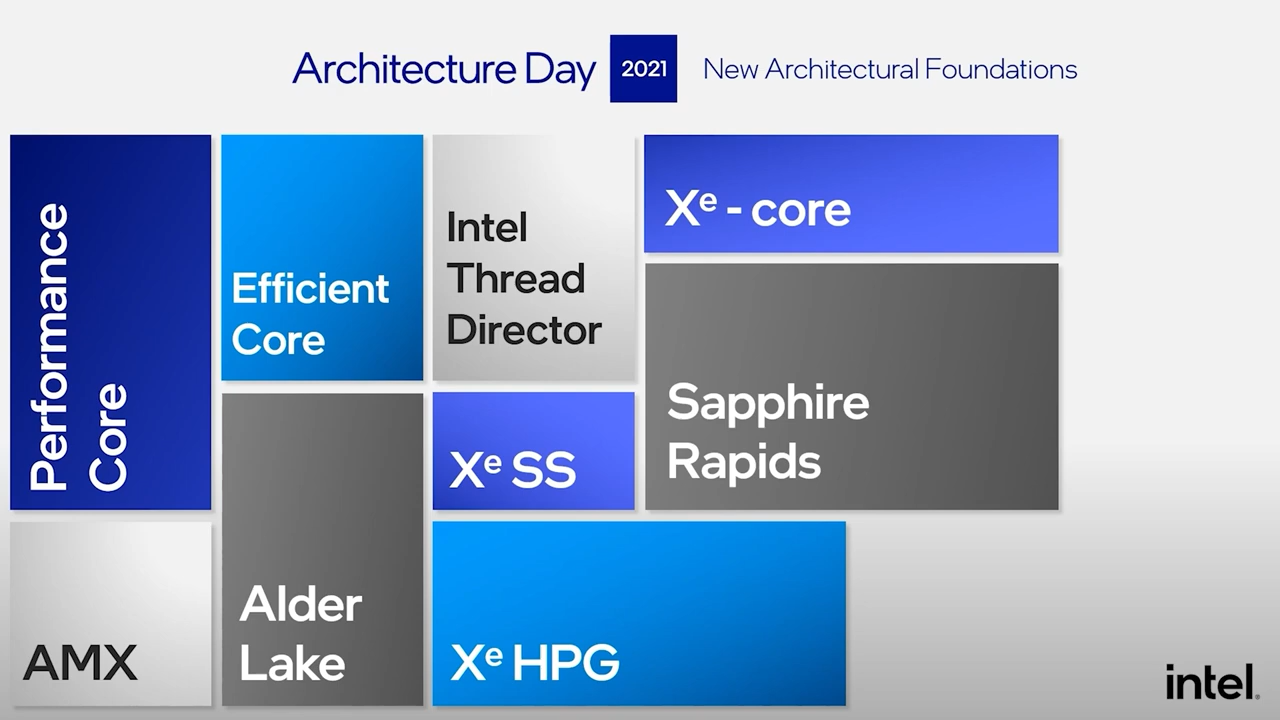 Architecture Day 2021 New Architectural Foundations
Performance
Core
Efficient
Core
Intel
Thread
Director
Xᵉ - core
Sapphire
Rapids
Xᵉ SS
AMX
Alder
Lake
Xᵉ HPG
intel.